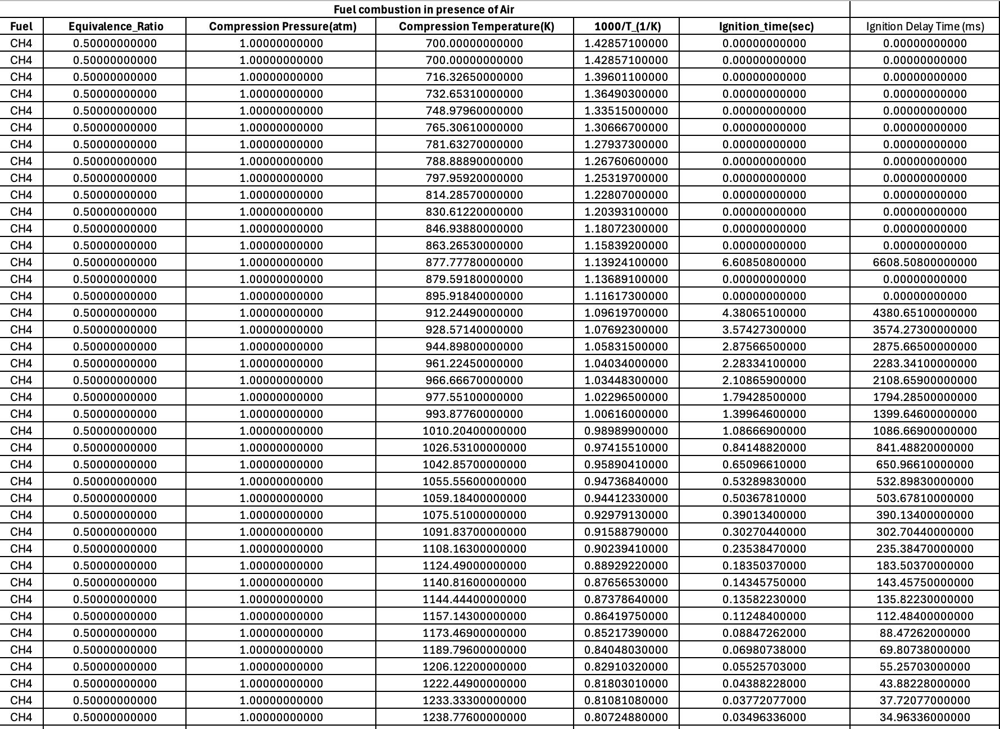 Fuel combustion in presence of Air
Fuel Equivalence_Ratio Compression Pressure(atm) Compression Temperature(K) 1000/T_(1/K) Ignition_time(sec) Ignition Delay Time (ms)
CH4 0.50000000000 1.00000000000 700.00000000000 1.42857100000 0.00000000000 0.00000000000
CH4 0.50000000000 1.00000000000 700.00000000000 1.42857100000 0.00000000000 0.00000000000
CH4 0.50000000000 1.00000000000 716.32650000000 1.39601100000 0.00000000000 0.00000000000
CH4 0.50000000000 1.00000000000 732.65310000000 1.36490300000 0.00000000000 0.00000000000
CH4 0.50000000000 1.00000000000 748.97960000000 1.33515000000 0.00000000000 0.00000000000
CH4 0.50000000000 1.00000000000 765.30610000000 1.30666700000 0.00000000000 0.00000000000
CH4 0.50000000000 1.00000000000 781.63270000000 1.27937300000 0.00000000000 0.00000000000
CH4 0.50000000000 1.00000000000 788.88890000000 1.26760600000 0.00000000000 0.00000000000
CH4 0.50000000000 1.00000000000 797.95920000000 1.25319700000 0.00000000000 0.00000000000
CH4 0.50000000000 1.00000000000 814.28570000000 1.22807000000 0.00000000000 0.00000000000
CH4 0.50000000000 1.00000000000 830.61220000000 1.20393100000 0.00000000000 0.00000000000
CH4 0.50000000000 1.00000000000 846.93880000000 1.18072300000 0.00000000000 0.00000000000
CH4 0.50000000000 1.00000000000 863.26530000000 1.15839200000 0.00000000000 0.00000000000
CH4 0.50000000000 1.00000000000 877.77780000000 1.13924100000 6.60850800000 6608.50800000000
CH4 0.50000000000 1.00000000000 879.59180000000 1.13689100000 0.00000000000 0.00000000000
CH4 0.50000000000 1.00000000000 895.91840000000 1.11617300000 0.00000000000 0.00000000000
CH4 0.50000000000 1.00000000000 912.24490000000 1.09619700000 4.38065100000 4380.65100000000
CH4 0.50000000000 1.00000000000 928.57140000000 1.07692300000 3.57427300000 3574.27300000000
CH4 0.50000000000 1.00000000000 944.89800000000 1.05831500000 2.87566500000 2875.66500000000
CH4 0.50000000000 1.00000000000 961.22450000000 1.04034000000 2.28334100000 2283.34100000000
CH4 0.50000000000 1.00000000000 966.66670000000 1.03448300000 2.10865900000 2108.65900000000
CH4 0.50000000000 1.00000000000 977.55100000000 1.02296500000 1.79428500000 1794.28500000000
CH4 0.50000000000 1.00000000000 993.87760000000 1.00616000000 1.39964600000 1399.64600000000
CH4 0.50000000000 1.00000000000 1010.20400000000 0.98989900000 1.08666900000 1086.66900000000
CH4 0.50000000000 1.00000000000 1026.53100000000 0.97415510000 0.84148820000 841.48820000000
CH4 0.50000000000 1.00000000000 1042.85700000000 0.95890410000 0.65096610000 650.96610000000
CH4 0.50000000000 1.00000000000 1055.55600000000 0.94736840000 0.53289830000 532.89830000000
CH4 0.50000000000 1.00000000000 1059.18400000000 0.94412330000 0.50367810000 503.67810000000
CH4 0.50000000000 1.00000000000 1075.51000000000 0.92979130000 0.39013400000 390.13400000000
CH4 0.50000000000 1.00000000000 1091.83700000000 0.91588790000 0.30270440000 302.70440000000
CH4 0.50000000000 1.00000000000 1108.16300000000 0.90239410000 0.23538470000 235.38470000000
CH4 0.50000000000 1.00000000000 1124.49000000000 0.88929220000 0.18350370000 183.50370000000
CH4 0.50000000000 1.00000000000 1140.81600000000 0.87656530000 0.14345750000 143.45750000000
CH4 0.50000000000 1.00000000000 1144.44400000000 0.87378640000 0.13582230000 135.82230000000
CH4 0.50000000000 1.00000000000 1157.14300000000 0.86419750000 0.11248400000 112.48400000000
CH4 0.50000000000 1.00000000000 1173.46900000000 0.85217390000 0.08847262000 88.47262000000
CH4 0.50000000000 1.00000000000 1189.79600000000 0.84048030000 0.06980738000 69.80738000000
CH4 0.50000000000 1.00000000000 1206.12200000000 0.82910320000 0.05525703000 55.25703000000
CH4 0.50000000000 1.00000000000 1222.44900000000 0.81803010000 0.04388228000 43.88228000000
CH4 0.50000000000 1.00000000000 1233.33300000000 0.81081080000 0.03772077000 37.72077000000
CH4 0.50000000000 1.00000000000 1238.77600000000 0.80724880000 0.03496336000 34.96336000000